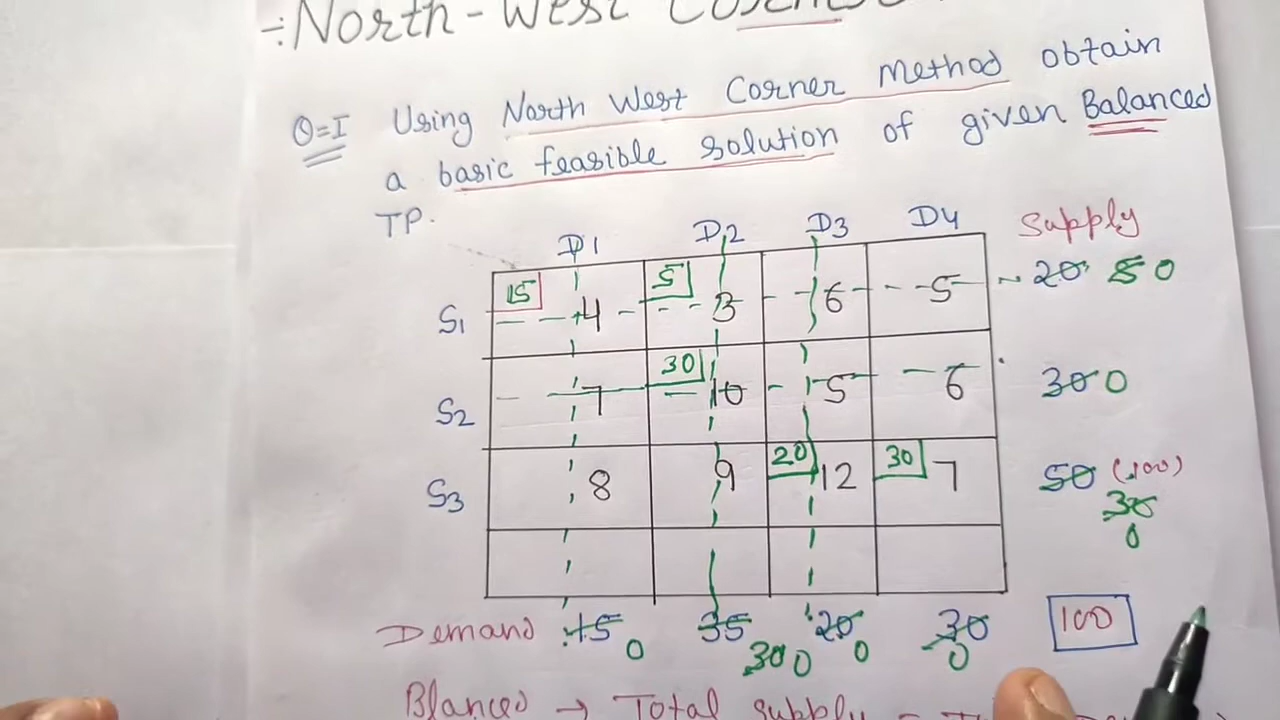 ÷ North-West Corner
Q=I Using North West Corner Method obtain
a basic feasible solution of given Balanced
TP.
D1 D2 D3 D4 Supply
15 4 5 3 6 5 20 5 0
S1
30
S2 7 10 5 6 30 0
20 30
S3 8 9 12 7 50 (100)
30
0
Demand 15 0 35 30 0 20 0 30 0 100
Blanced → Total supply =